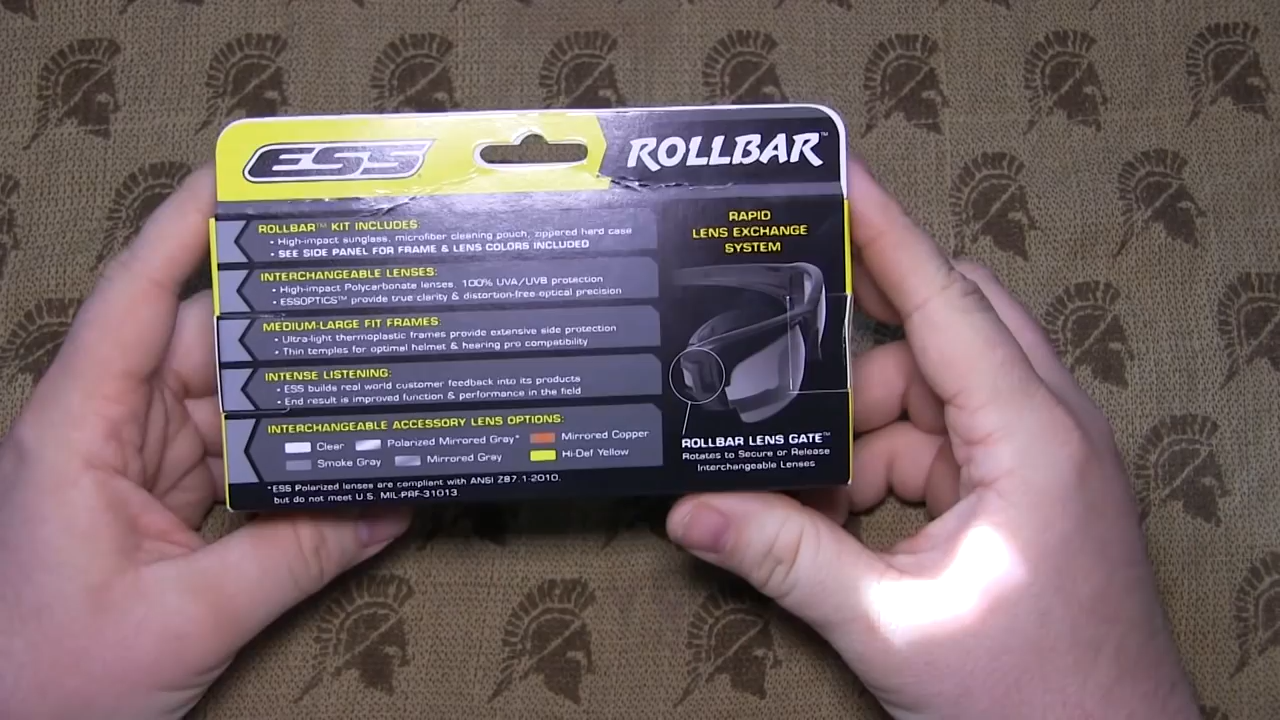 ESS
ROLLBAR™
ROLLBAR™ KIT INCLUDES:
• High-impact sunglass, microfiber cleaning pouch, zippered hard case
• SEE SIDE PANEL FOR FRAME & LENS COLORS INCLUDED
INTERCHANGEABLE LENSES:
• High-impact Polycarbonate lenses, 100% UVA/UVB protection
• ESSOPTICS™ provide true clarity & distortion-free optical precision
MEDIUM-LARGE FIT FRAMES:
• Ultra-light thermoplastic frames provide extensive side protection
• Thin temples for optimal helmet & hearing pro compatibility
INTENSE LISTENING:
• ESS builds real world customer feedback into its products
• End result is improved function & performance in the field
INTERCHANGEABLE ACCESSORY LENS OPTIONS:
Clear Polarized Mirrored Gray* Mirrored Copper
Smoke Gray Mirrored Gray Hi-Def Yellow
*ESS Polarized lenses are compliant with ANSI Z87.1-2010,
but do not meet U.S. MIL-PRF-31013.
RAPID
LENS EXCHANGE
SYSTEM
ROLLBAR LENS GATE™
Rotates to Secure or Release
Interchangeable Lenses